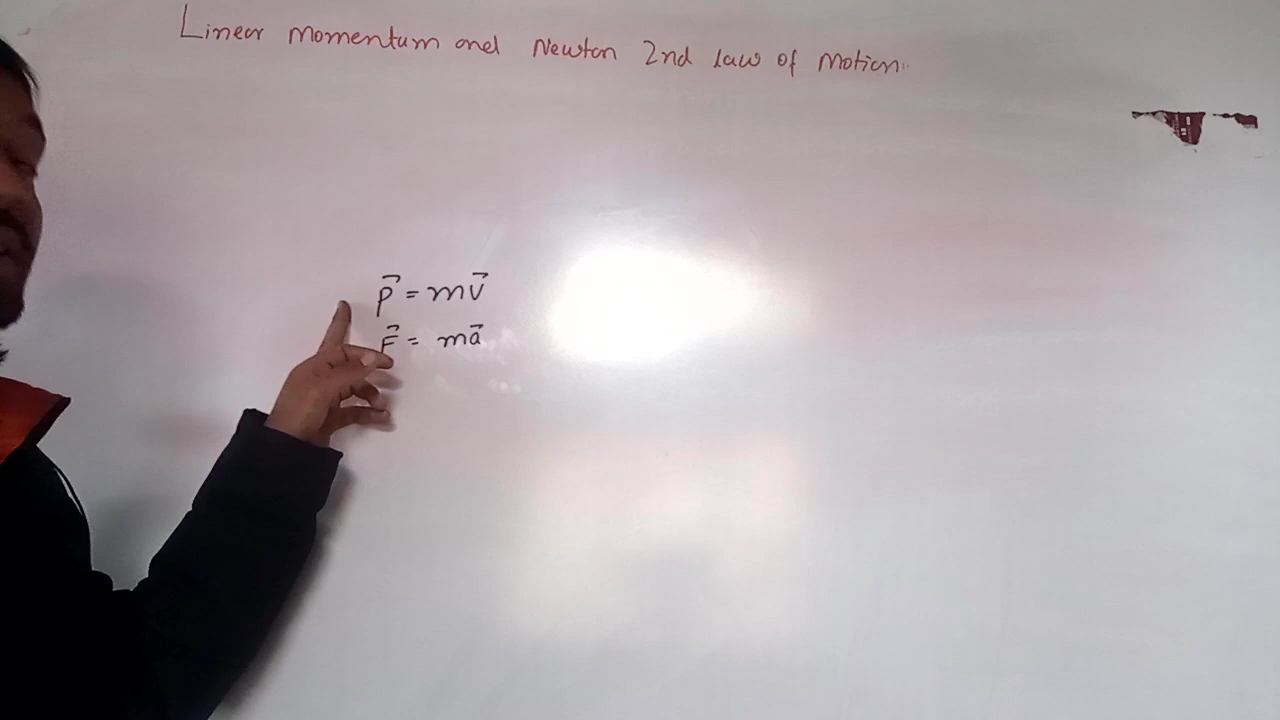 Linear Momentum and Newton 2nd law of Motion:
p⃗ = mv⃗
F⃗ = ma⃗